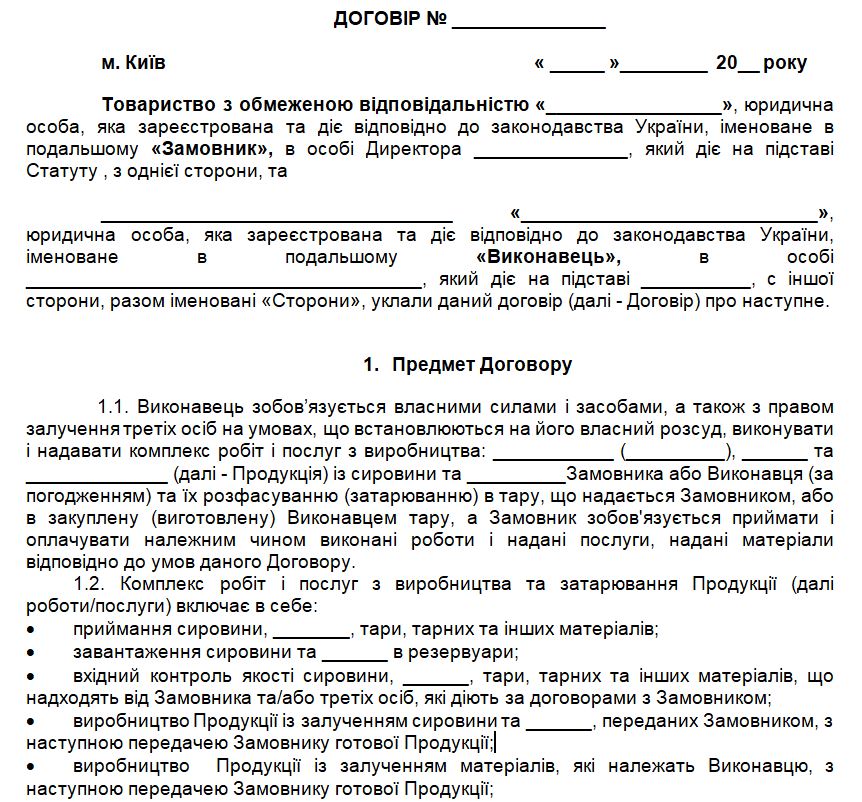 ДОГОВІР № ______________
м. Київ « _____ »________ 20__ року
Товариство з обмеженою відповідальністю «________________», юридична
особа, яка зареєстрована та діє відповідно до законодавства України, іменоване в
подальшому «Замовник», в особі Директора ______________, який діє на підставі
Статуту , з однієї сторони, та
________________________________ «___________________________»,
юридична особа, яка зареєстрована та діє відповідно до законодавства України,
іменоване в подальшому «Виконавець», в особі
____________________________________, який діє на підставі __________, с іншої
сторони, разом іменовані «Сторони», уклали даний договір (далі - Договір) про наступне.
1. Предмет Договору
1.1. Виконавець зобов’язується власними силами і засобами, а також з правом
залучення третіх осіб на умовах, що встановлюються на його власний розсуд, виконувати
і надавати комплекс робіт і послуг з виробництва: ___________ (_________), ______ та
_____________ (далі - Продукція) із сировини та _________Замовника або Виконавця (за
погодженням) та їх розфасуванню (затарюванню) в тару, що надається Замовником, або
в закуплену (виготовлену) Виконавцем тару, а Замовник зобов'язується приймати і
оплачувати належним чином виконані роботи і надані послуги, надані матеріали
відповідно до умов даного Договору.
1.2. Комплекс робіт і послуг з виробництва та затарювання Продукції (далі
роботи/послуги) включає в себе:
• приймання сировини, _______, тари, тарних та інших матеріалів;
• завантаження сировини та ______ в резервуари;
• вхідний контроль якості сировини, ______, тари, тарних та інших матеріалів, що
надходять від Замовника та/або третіх осіб, які діють за договорами з Замовником;
• виробництво Продукції із залученням сировини та ______, переданих Замовником, з
наступною передачею Замовнику готової Продукції;
• виробництво Продукції із залученням матеріалів, які належать Виконавцю, з
наступною передачею Замовнику готової Продукції;